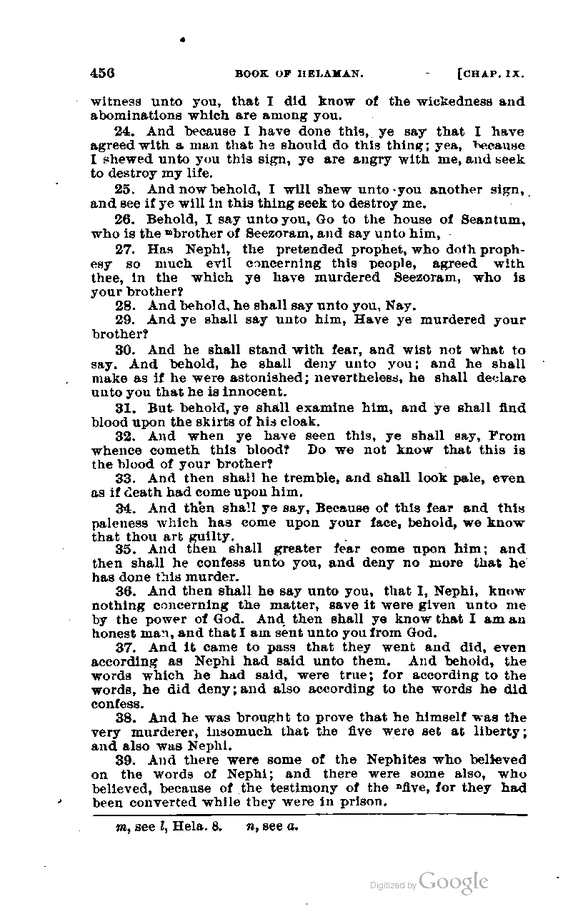 456 BOOK OF HELAMAN. [CHAP. IX.
witness unto you, that I did know of the wickedness and
abominations which are among you.
24. And because I have done this, ye say that I have
agreed with a man that he should do this thing; yea, because
I shewed unto you this sign, ye are angry with me, and seek
to destroy my life.
25. And now behold, I will shew unto you another sign,
and see if ye will in this thing seek to destroy me.
26. Behold, I say unto you, Go to the house of Seantum,
who is the ᵐbrother of Seezoram, and say unto him,
27. Has Nephi, the pretended prophet, who doth proph-
esy so much evil concerning this people, agreed with
thee, in the which ye have murdered Seezoram, who is
your brother?
28. And behold, he shall say unto you, Nay.
29. And ye shall say unto him, Have ye murdered your
brother?
30. And he shall stand with fear, and wist not what to
say. And behold, he shall deny unto you; and he shall
make as if he were astonished; nevertheless, he shall declare
unto you that he is innocent.
31. But behold, ye shall examine him, and ye shall find
blood upon the skirts of his cloak.
32. And when ye have seen this, ye shall say, From
whence cometh this blood? Do we not know that this is
the blood of your brother?
33. And then shall he tremble, and shall look pale, even
as if death had come upon him.
34. And then shall ye say, Because of this fear and this
paleness which has come upon your face, behold, we know
that thou art guilty.
35. And then shall greater fear come upon him; and
then shall he confess unto you, and deny no more that he
has done this murder.
36. And then shall he say unto you, that I, Nephi, know
nothing concerning the matter, save it were given unto me
by the power of God. And then shall ye know that I am an
honest man, and that I am sent unto you from God.
37. And it came to pass that they went and did, even
according as Nephi had said unto them. And behold, the
words which he had said, were true; for according to the
words, he did deny; and also according to the words he did
confess.
38. And he was brought to prove that he himself was the
very murderer, insomuch that the five were set at liberty;
and also was Nephi.
39. And there were some of the Nephites who believed
on the words of Nephi; and there were some also, who
believed, because of the testimony of the ⁿfive, for they had
been converted while they were in prison.
m, see l, Hela. 8. n, see a.
Digitized by Google